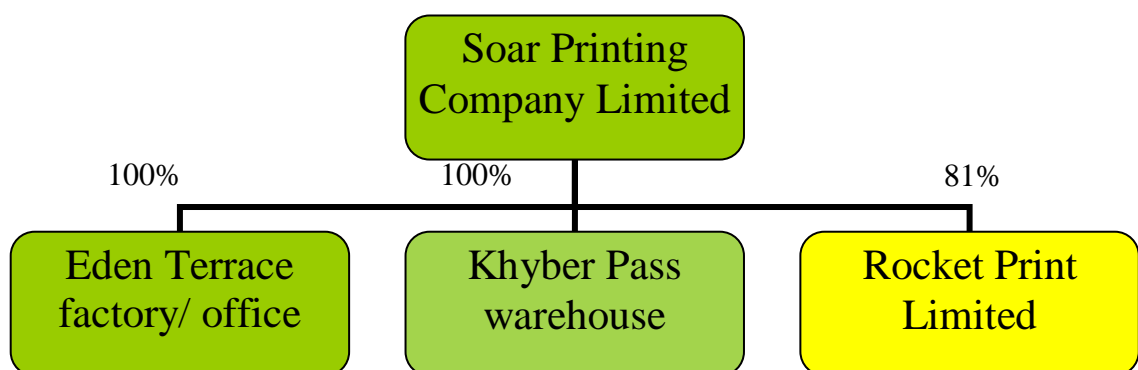 Soar Printing
Company Limited
100%
100%
81%
Eden Terrace
factory/ office
Khyber Pass
warehouse
Rocket Print
Limited